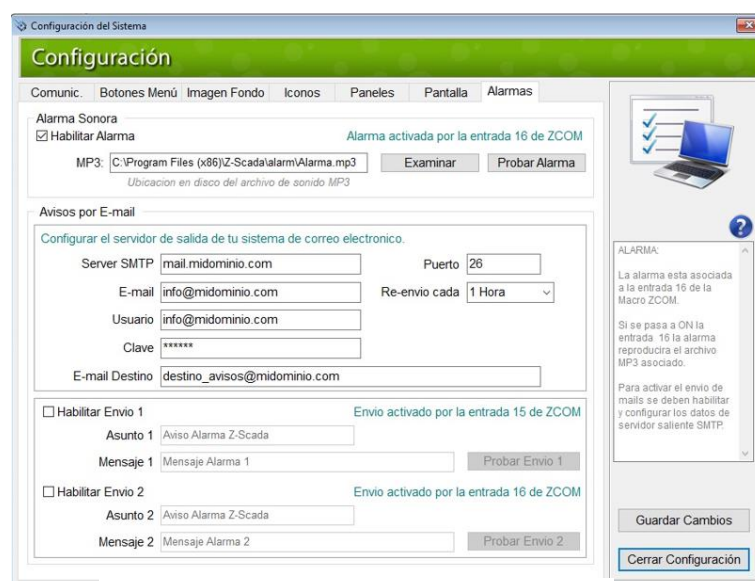 Configuración del Sistema
Configuración
Comunic. Botones Menú Imagen Fondo Iconos Paneles Pantalla Alarmas
Alarma Sonora
Habilitar Alarma Alarma activada por la entrada 16 de ZCOM
MP3: C:\Program Files (x86)\Z-Scada\alarm\Alarma.mp3 Examinar Probar Alarma
Ubicacion en disco del archivo de sonido MP3
Avisos por E-mail
Configurar el servidor de salida de tu sistema de correo electronico.
Server SMTP mail.midominio.com Puerto 26
E-mail info@midominio.com Re-envio cada 1 Hora
Usuario info@midominio.com
Clave ******
E-mail Destino destino_avisos@midominio.com
Habilitar Envio 1 Envio activado por la entrada 15 de ZCOM
Asunto 1 Aviso Alarma Z-Scada
Mensaje 1 Mensaje Alarma 1 Probar Envio 1
Habilitar Envio 2 Envio activado por la entrada 16 de ZCOM
Asunto 2 Aviso Alarma Z-Scada
Mensaje 2 Mensaje Alarma 2 Probar Envio 2
?
ALARMA:
La alarma esta asociada
a la entrada 16 de la
Macro ZCOM.
Si se pasa a ON la
entrada 16 la alarma
reproducira el archivo
MP3 asociado.
Para activar el envio de
mails se deben habilitar
y configurar los datos de
servidor saliente SMTP.
Guardar Cambios
Cerrar Configuración